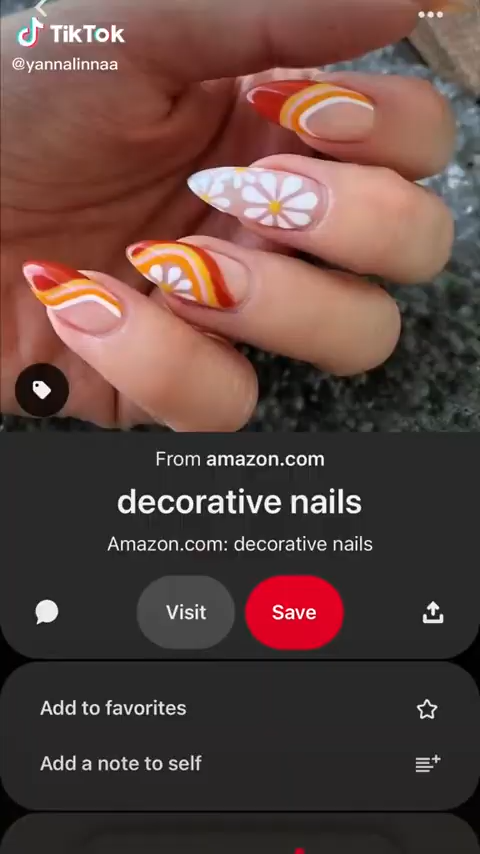 TikTok
@yannalinnaa
From amazon.com
decorative nails
Amazon.com: decorative nails
Visit
Save
Add to favorites
Add a note to self